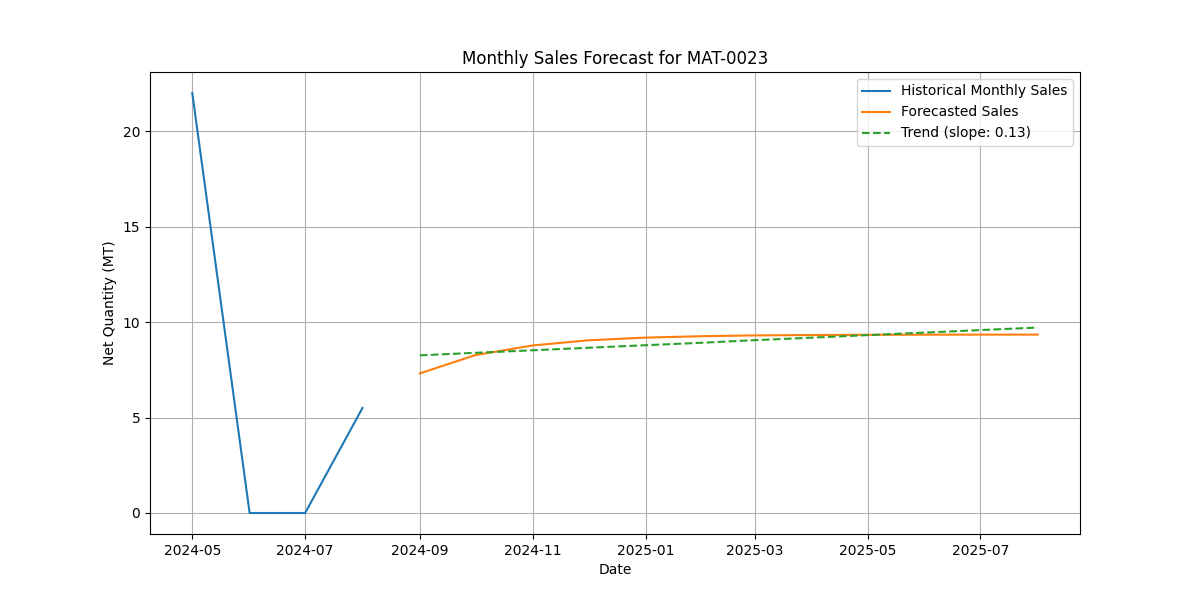 Monthly Sales Forecast for MAT-0023
Historical Monthly Sales
Forecasted Sales
Trend (slope: 0.13)
Net Quantity (MT)
20
15
10
5
0
2024-05 2024-07 2024-09 2024-11 2025-01 2025-03 2025-05 2025-07
Date